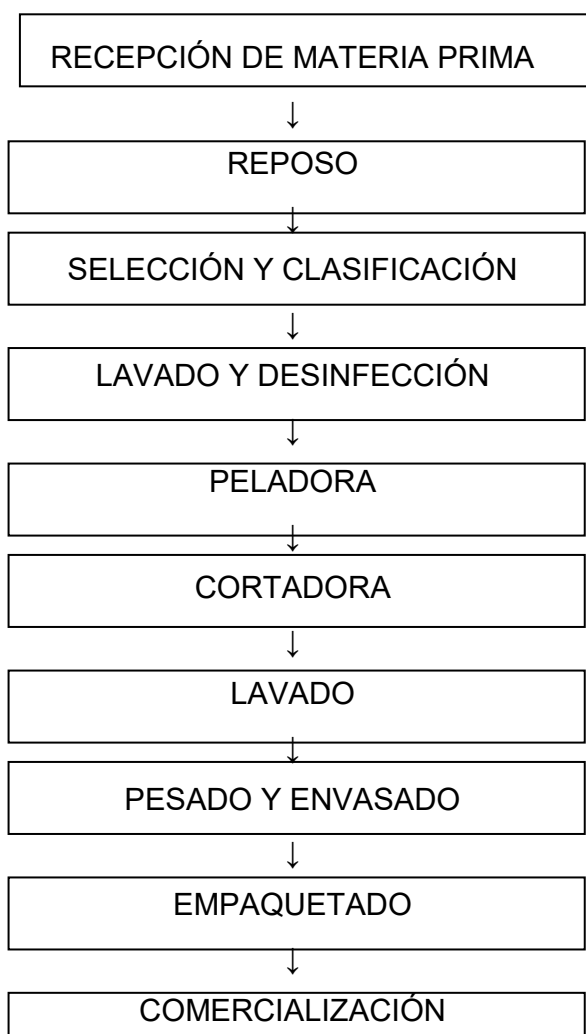 RECEPCIÓN DE MATERIA PRIMA
↓
REPOSO
↓
SELECCIÓN Y CLASIFICACIÓN
↓
LAVADO Y DESINFECCIÓN
↓
PELADORA
↓
CORTADORA
↓
LAVADO
↓
PESADO Y ENVASADO
↓
EMPAQUETADO
↓
COMERCIALIZACIÓN